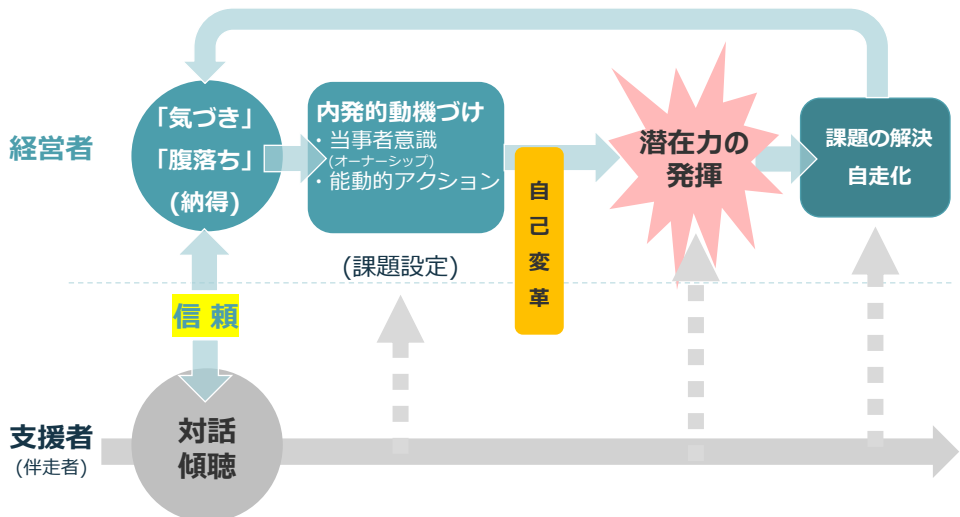 経営者
「気づき」
「腹落ち」
(納得)
内発的動機づけ
・当事者意識
(オーナーシップ)
・能動的アクション
(課題設定)
自己変革
潜在力の
発揮
課題の解決
自走化
信頼
支援者
(伴走者)
対話
傾聴